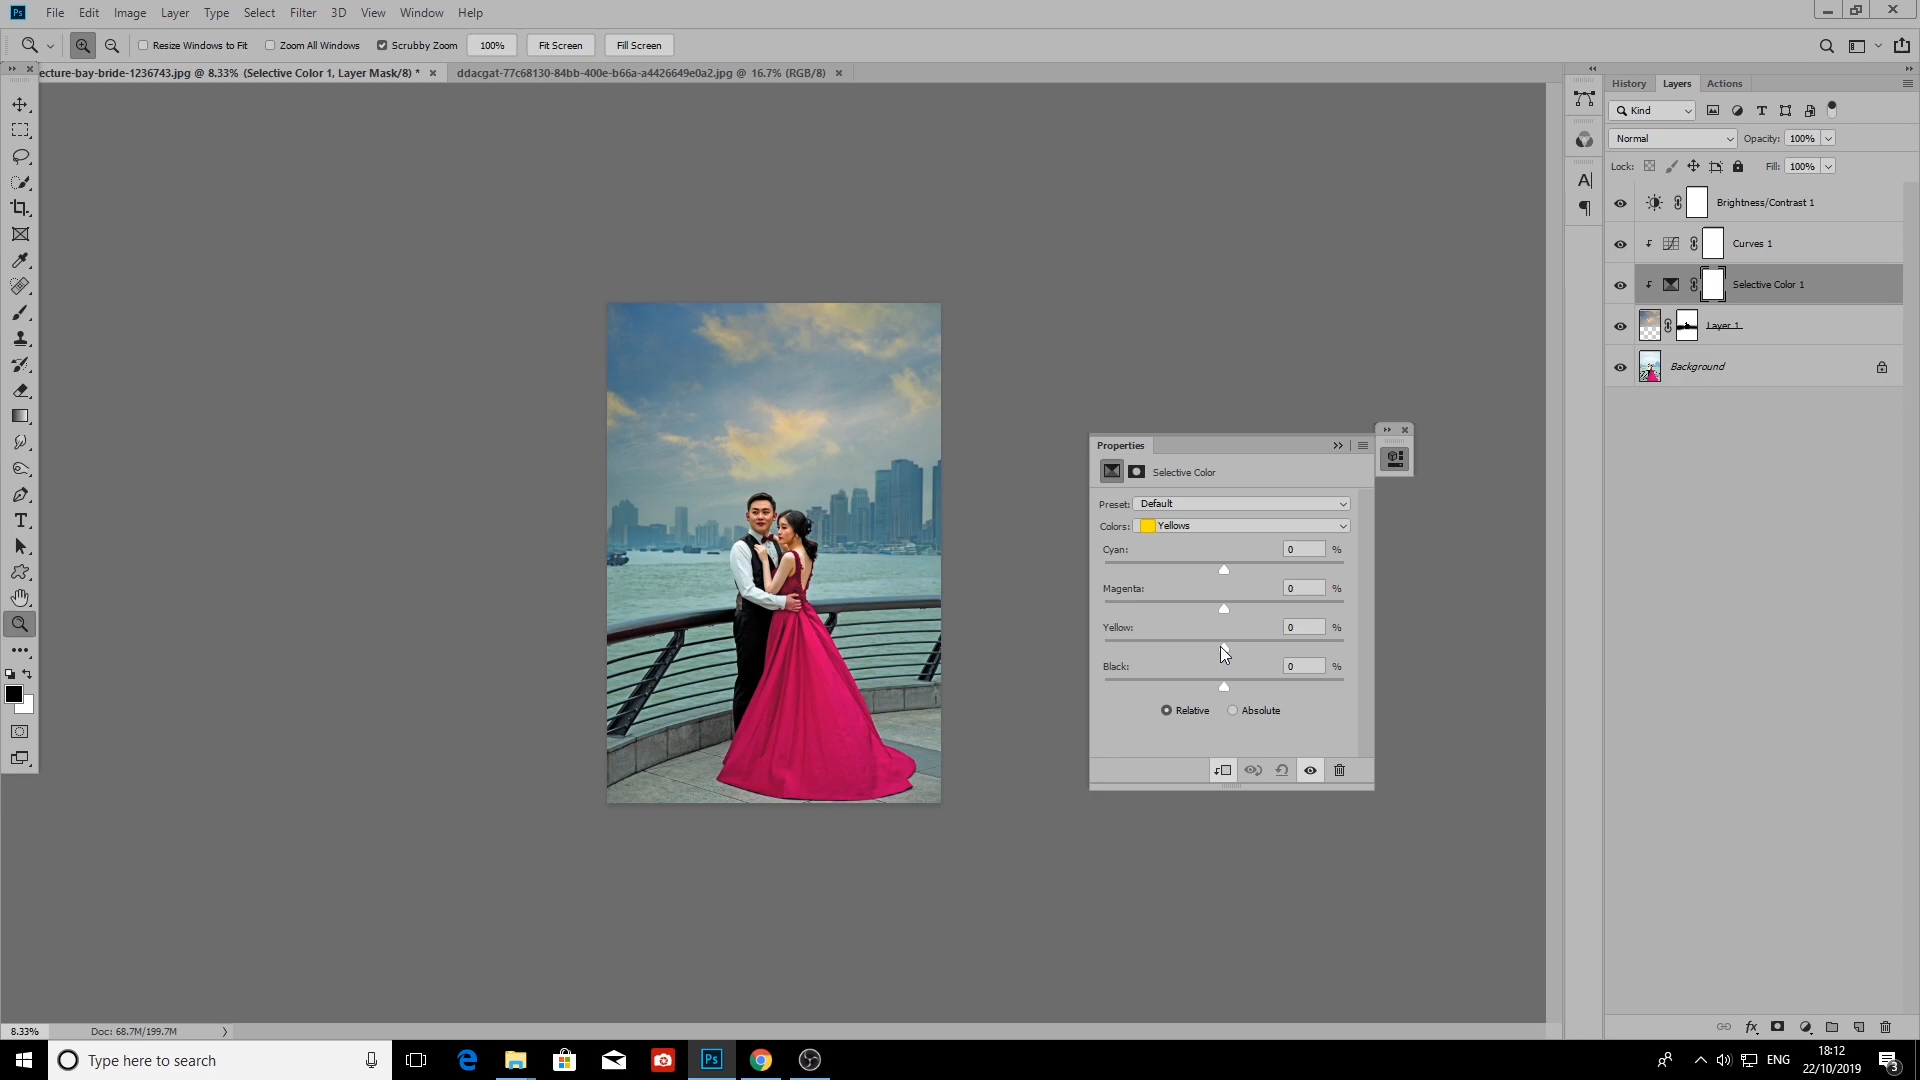 Ps File Edit Image Layer Type Select Filter 3D View Window Help
Resize Windows to Fit Zoom All Windows Scrubby Zoom 100% Fit Screen Fill Screen
ecture-bay-bride-1236743.jpg @ 8.33% (Selective Color 1, Layer Mask/8) * ddacgat-77c68130-84bb-400e-b66a-a4426649e0a2.jpg @ 16.7% (RGB/8)
History Layers Actions
Kind
Normal Opacity: 100%
Lock: Fill: 100%
Brightness/Contrast 1
Curves 1
Selective Color 1
Layer 1
Background
Properties
Selective Color
Preset: Default
Colors: Yellows
Cyan: 0 %
Magenta: 0 %
Yellow: 0 %
Black: 0 %
Relative Absolute
8.33% Doc: 68.7M/199.7M
Type here to search
Ps
ENG
18:12
22/10/2019
3